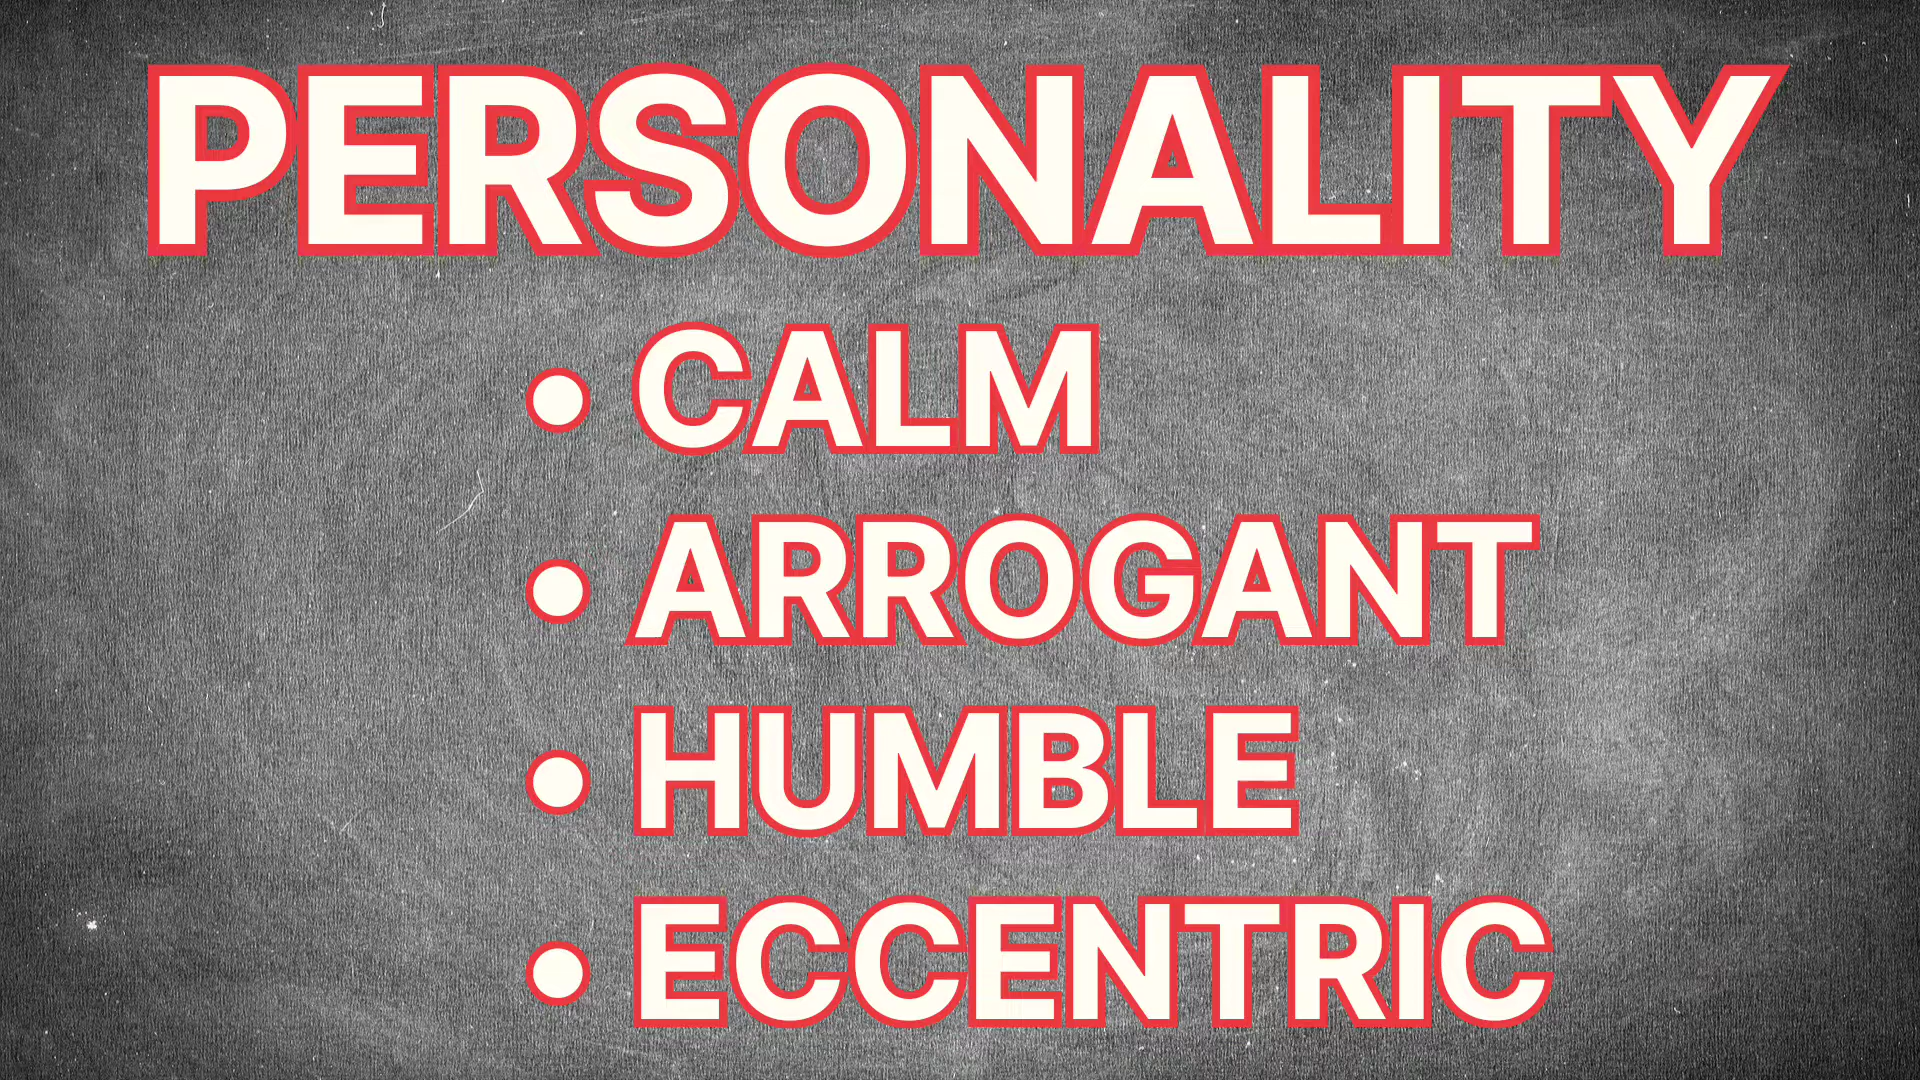 PERSONALITY
• CALM
• ARROGANT
• HUMBLE
• ECCENTRIC